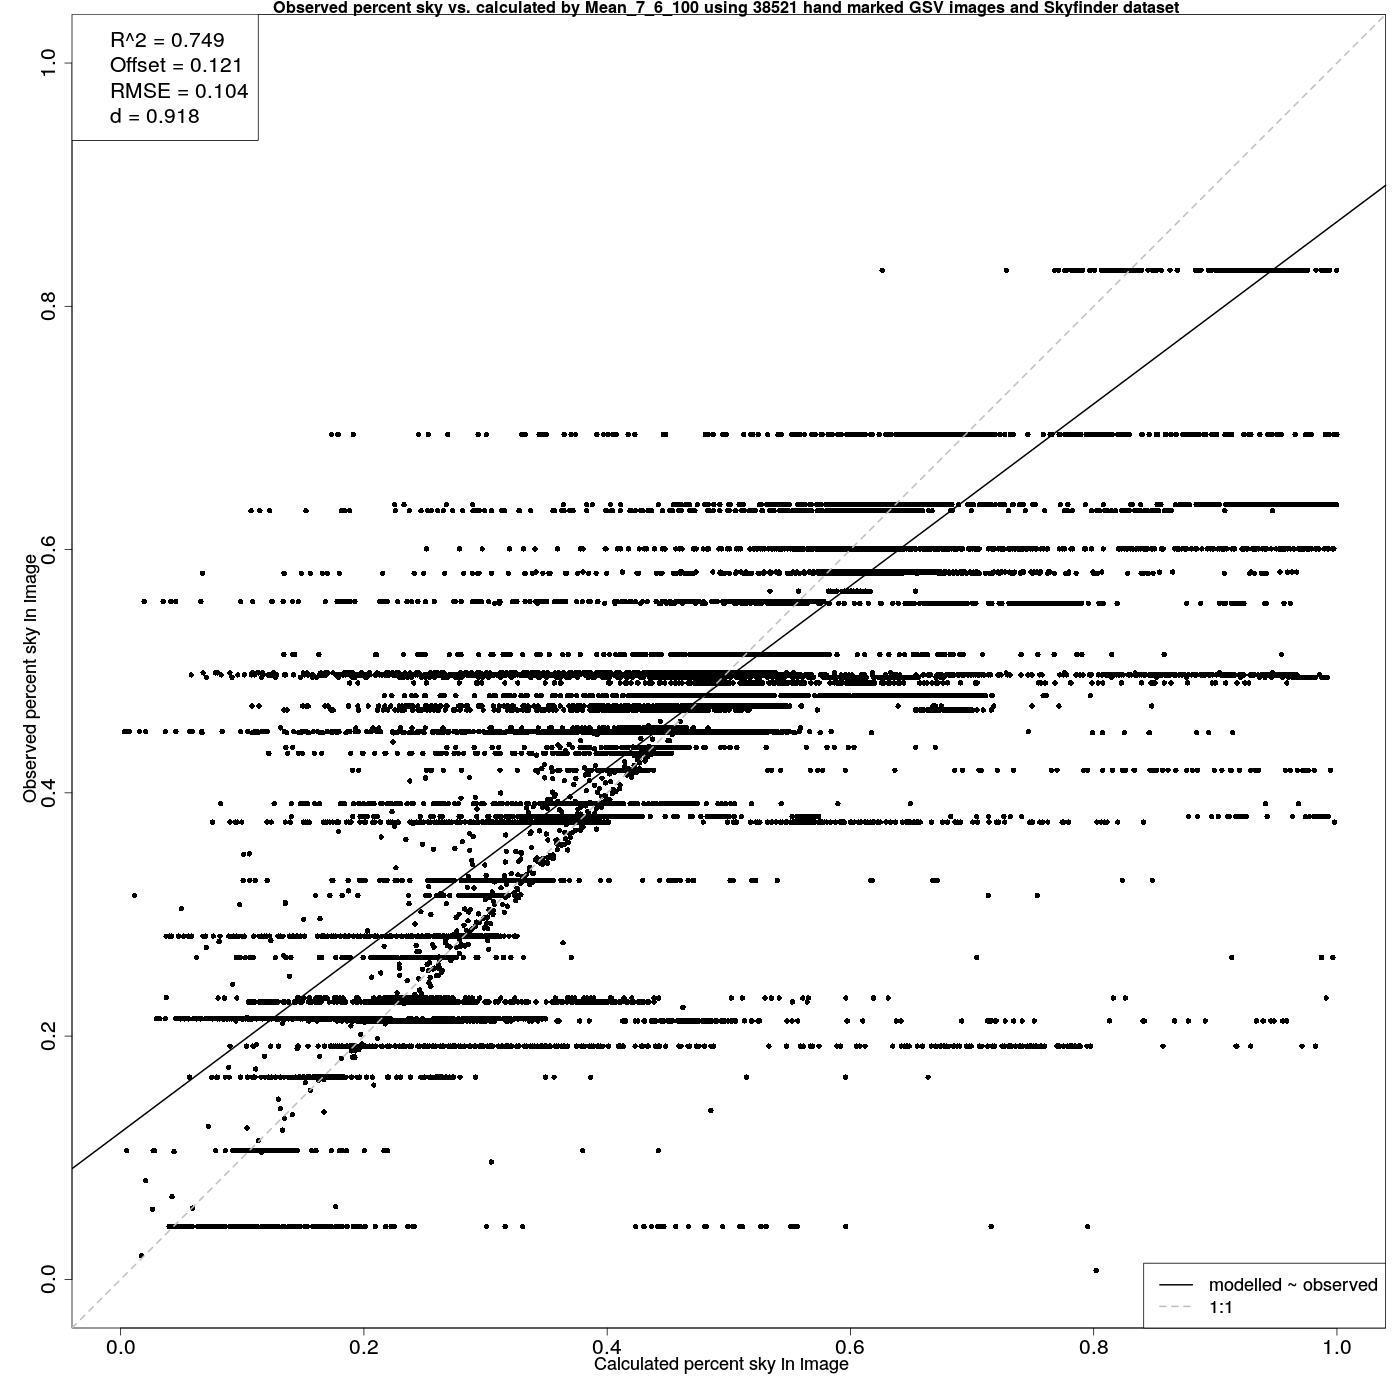 Observed percent sky vs. calculated by Mean_7_6_100 using 38521 hand marked GSV images and Skyfinder dataset
R^2 = 0.749
Offset = 0.121
RMSE = 0.104
d = 0.918
Observed percent sky in image
1.0
0.8
0.6
0.4
0.2
0.0
modelled ~ observed
1:1
0.0 0.2 0.4 0.6 0.8 1.0
Calculated percent sky in image